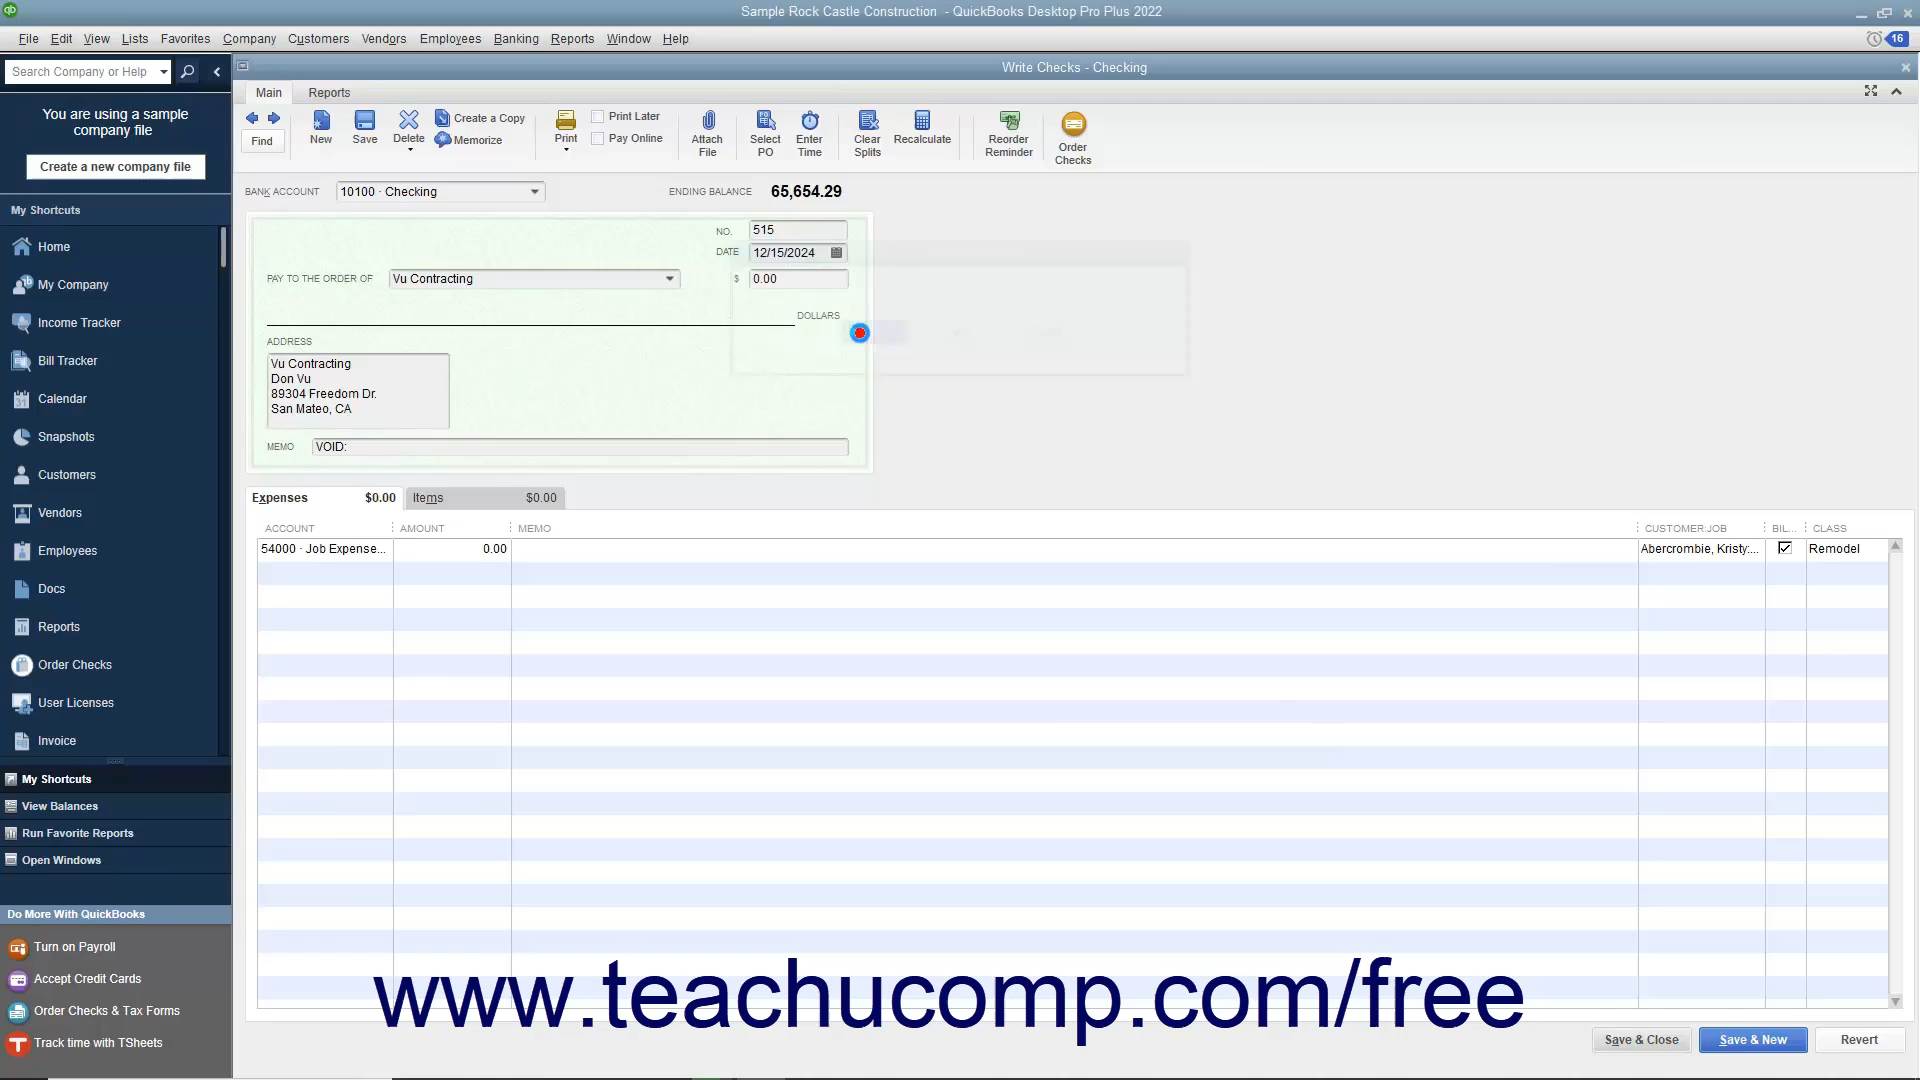 Sample Rock Castle Construction - QuickBooks Desktop Pro Plus 2022
File Edit View Lists Favorites Company Customers Vendors Employees Banking Reports Window Help
16
Search Company or Help
Write Checks - Checking
You are using a sample
company file
Create a new company file
Main Reports
Find
New
Save
Delete
Create a Copy
Memorize
Print
Print Later
Pay Online
Attach
File
Select
PO
Enter
Time
Clear
Splits
Recalculate
Reorder
Reminder
Order
Checks
BANK ACCOUNT 10100 · Checking
ENDING BALANCE 65,654.29
NO. 515
DATE 12/15/2024
PAY TO THE ORDER OF Vu Contracting $ 0.00
DOLLARS
ADDRESS
Vu Contracting
Don Vu
89304 Freedom Dr.
San Mateo, CA
MEMO VOID:
Expenses $0.00 Items $0.00
ACCOUNT AMOUNT MEMO CUSTOMER:JOB BIL... CLASS
54000 · Job Expense... 0.00 Abercrombie, Kristy:... Remodel
My Shortcuts
Home
My Company
Income Tracker
Bill Tracker
Calendar
Snapshots
Customers
Vendors
Employees
Docs
Reports
Order Checks
User Licenses
Invoice
My Shortcuts
View Balances
Run Favorite Reports
Open Windows
Do More With QuickBooks
Turn on Payroll
Accept Credit Cards
Order Checks & Tax Forms
Track time with TSheets
www.teachucomp.com/free
Save & Close Save & New Revert